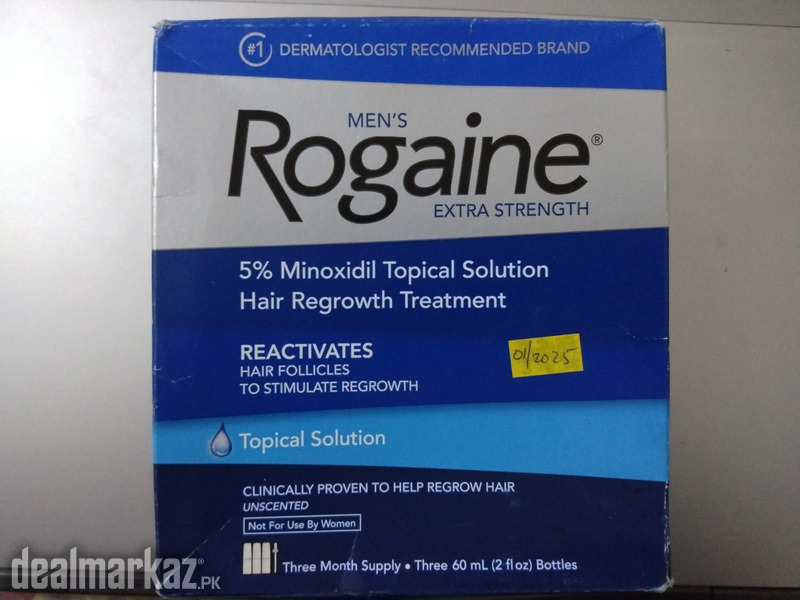 #1 DERMATOLOGIST RECOMMENDED BRAND
MEN'S
Rogaine®
EXTRA STRENGTH
5% Minoxidil Topical Solution
Hair Regrowth Treatment
REACTIVATES
HAIR FOLLICLES
TO STIMULATE REGROWTH
01/2025
Topical Solution
CLINICALLY PROVEN TO HELP REGROW HAIR
UNSCENTED
Not For Use By Women
Three Month Supply • Three 60 mL (2 fl oz) Bottles
dealmarkaz.PK